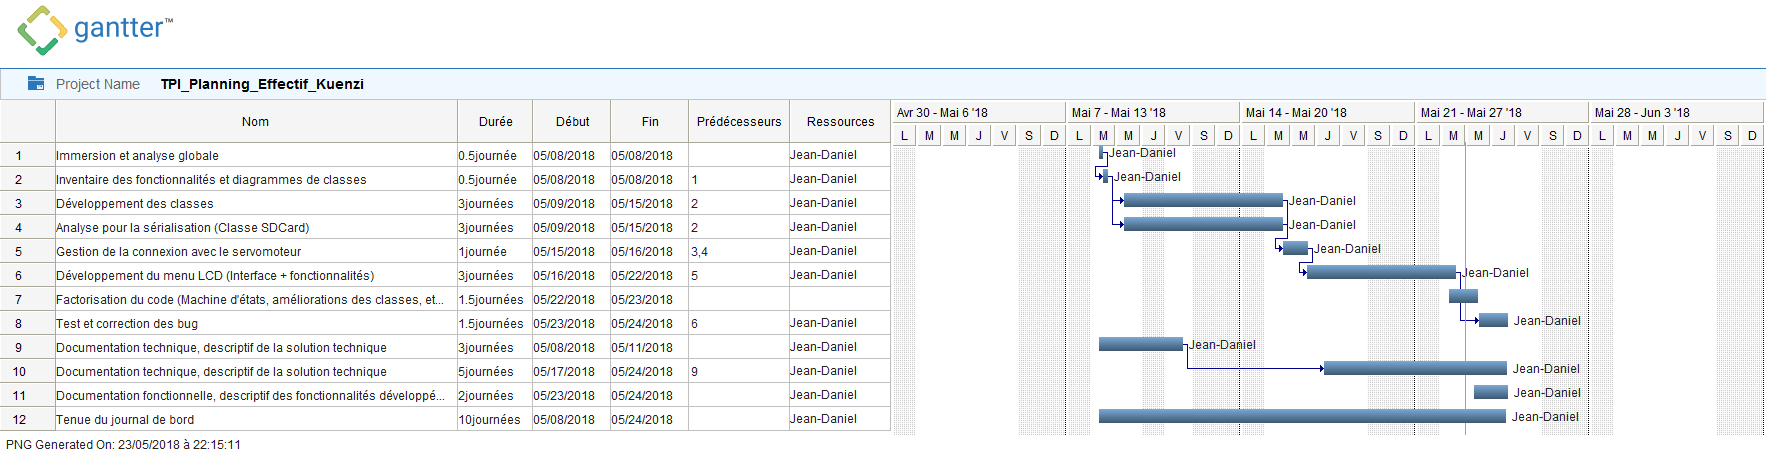 gantter™
Project Name TPI_Planning_Effectif_Kuenzi
Nom Durée Début Fin Prédécesseurs Ressources
Avr 30 - Mai 6 '18 Mai 7 - Mai 13 '18 Mai 14 - Mai 20 '18 Mai 21 - Mai 27 '18 Mai 28 - Jun 3 '18
L M M J V S D L M M J V S D L M M J V S D L M M J V S D L M M J V S D
1 Immersion et analyse globale 0.5journée 05/08/2018 05/08/2018 Jean-Daniel Jean-Daniel
2 Inventaire des fonctionnalités et diagrammes de classes 0.5journée 05/08/2018 05/08/2018 1 Jean-Daniel Jean-Daniel
3 Développement des classes 3journées 05/09/2018 05/15/2018 2 Jean-Daniel Jean-Daniel
4 Analyse pour la sérialisation (Classe SDCard) 3journées 05/09/2018 05/15/2018 2 Jean-Daniel Jean-Daniel
5 Gestion de la connexion avec le servomoteur 1journée 05/15/2018 05/16/2018 3,4 Jean-Daniel Jean-Daniel
6 Développement du menu LCD (Interface + fonctionnalités) 3journées 05/16/2018 05/22/2018 5 Jean-Daniel Jean-Daniel
7 Factorisation du code (Machine d'états, améliorations des classes, et... 1.5journées 05/22/2018 05/23/2018
8 Test et correction des bug 1.5journées 05/23/2018 05/24/2018 6 Jean-Daniel Jean-Daniel
9 Documentation technique, descriptif de la solution technique 3journées 05/08/2018 05/11/2018 Jean-Daniel Jean-Daniel
10 Documentation technique, descriptif de la solution technique 5journées 05/17/2018 05/24/2018 9 Jean-Daniel Jean-Daniel
11 Documentation fonctionnelle, descriptif des fonctionnalités développé... 2journées 05/23/2018 05/24/2018 Jean-Daniel Jean-Daniel
12 Tenue du journal de bord 10journées 05/08/2018 05/24/2018 Jean-Daniel Jean-Daniel
PNG Generated On: 23/05/2018 à 22:15:11